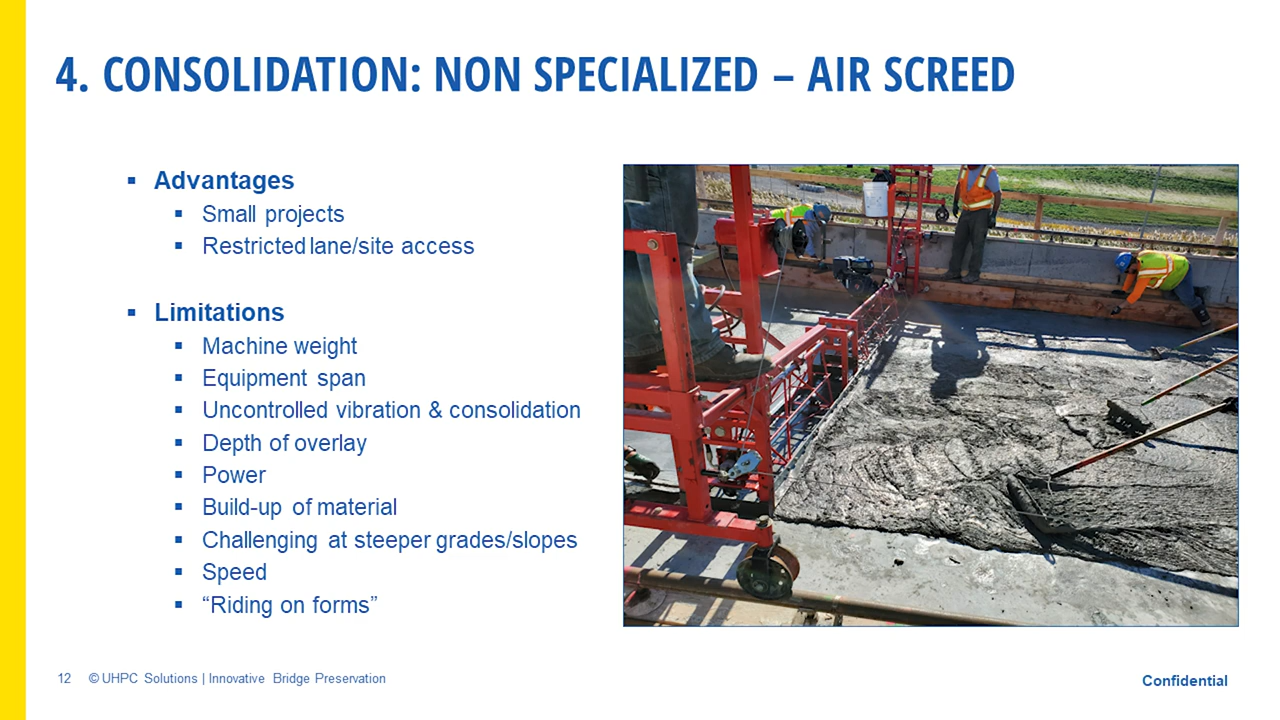 4. CONSOLIDATION: NON SPECIALIZED – AIR SCREED
▪ Advantages
▪ Small projects
▪ Restricted lane/site access
▪ Limitations
▪ Machine weight
▪ Equipment span
▪ Uncontrolled vibration & consolidation
▪ Depth of overlay
▪ Power
▪ Build-up of material
▪ Challenging at steeper grades/slopes
▪ Speed
▪ “Riding on forms”
12 © UHPC Solutions | Innovative Bridge Preservation
Confidential